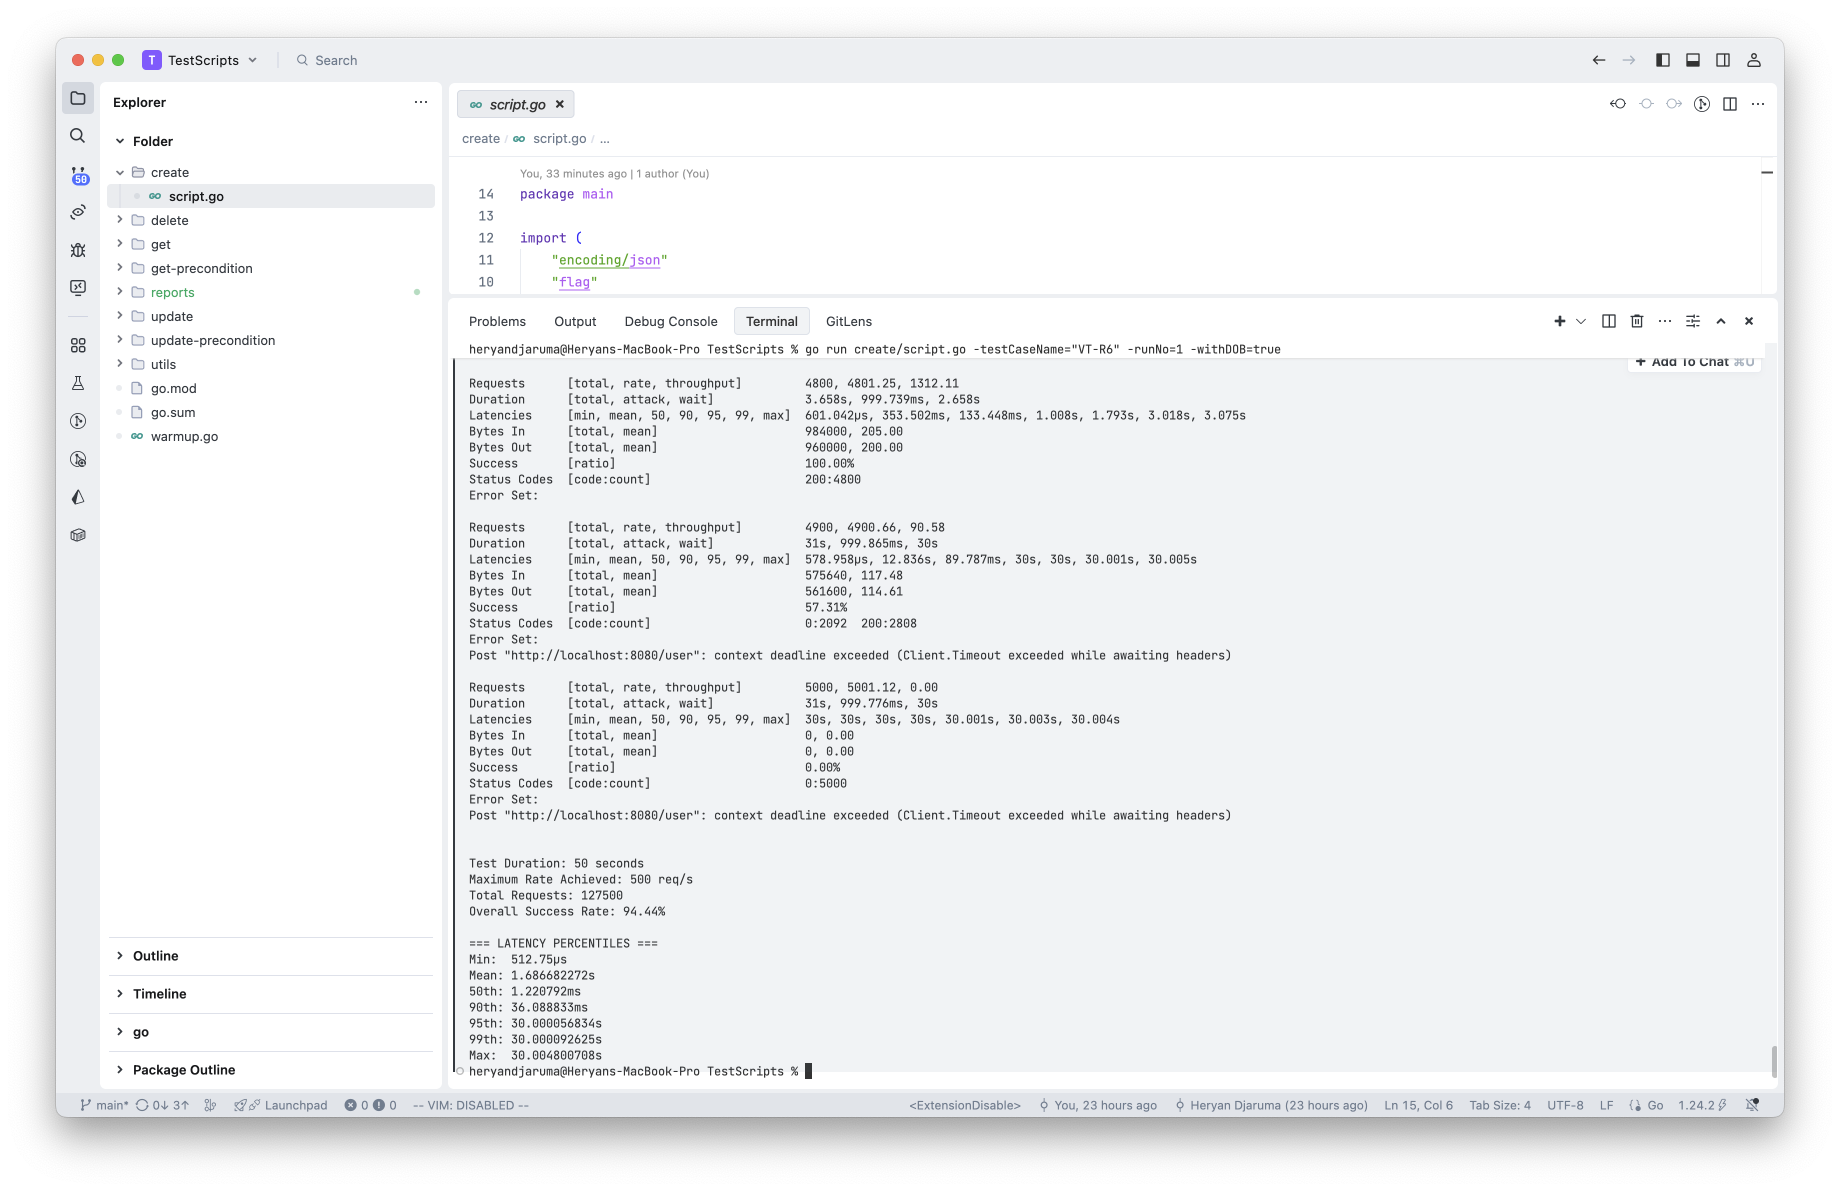 T TestScripts
Search
Explorer
Folder
create
script.go
delete
get
get-precondition
reports
update
update-precondition
utils
go.mod
go.sum
warmup.go
50
Outline
Timeline
go
Package Outline
script.go
create / script.go / ...
You, 33 minutes ago | 1 author (You)
14 package main
13
12 import (
11 "encoding/json"
10 "flag"
Problems Output Debug Console Terminal GitLens
heryandjaruma@Heryans-MacBook-Pro TestScripts % go run create/script.go -testCaseName="VT-R6" -runNo=1 -withDOB=true
Add To Chat ⌘U
Requests [total, rate, throughput] 4800, 4801.25, 1312.11
Duration [total, attack, wait] 3.658s, 999.739ms, 2.658s
Latencies [min, mean, 50, 90, 95, 99, max] 601.042µs, 353.502ms, 133.448ms, 1.008s, 1.793s, 3.018s, 3.075s
Bytes In [total, mean] 984000, 205.00
Bytes Out [total, mean] 960000, 200.00
Success [ratio] 100.00%
Status Codes [code:count] 200:4800
Error Set:
Requests [total, rate, throughput] 4900, 4900.66, 90.58
Duration [total, attack, wait] 31s, 999.865ms, 30s
Latencies [min, mean, 50, 90, 95, 99, max] 578.958µs, 12.836s, 89.787ms, 30s, 30s, 30.001s, 30.005s
Bytes In [total, mean] 575640, 117.48
Bytes Out [total, mean] 561600, 114.61
Success [ratio] 57.31%
Status Codes [code:count] 0:2092 200:2808
Error Set:
Post "http://localhost:8080/user": context deadline exceeded (Client.Timeout exceeded while awaiting headers)
Requests [total, rate, throughput] 5000, 5001.12, 0.00
Duration [total, attack, wait] 31s, 999.776ms, 30s
Latencies [min, mean, 50, 90, 95, 99, max] 30s, 30s, 30s, 30s, 30.001s, 30.003s, 30.004s
Bytes In [total, mean] 0, 0.00
Bytes Out [total, mean] 0, 0.00
Success [ratio] 0.00%
Status Codes [code:count] 0:5000
Error Set:
Post "http://localhost:8080/user": context deadline exceeded (Client.Timeout exceeded while awaiting headers)
Test Duration: 50 seconds
Maximum Rate Achieved: 500 req/s
Total Requests: 127500
Overall Success Rate: 94.44%
=== LATENCY PERCENTILES ===
Min: 512.75µs
Mean: 1.686682272s
50th: 1.220792ms
90th: 36.088833ms
95th: 30.000056834s
99th: 30.000092625s
Max: 30.004800708s
heryandjaruma@Heryans-MacBook-Pro TestScripts %
main* 0↓ 3↑ Launchpad 0 0 -- VIM: DISABLED -- <ExtensionDisable> You, 23 hours ago Heryan Djaruma (23 hours ago) Ln 15, Col 6 Tab Size: 4 UTF-8 LF Go 1.24.2